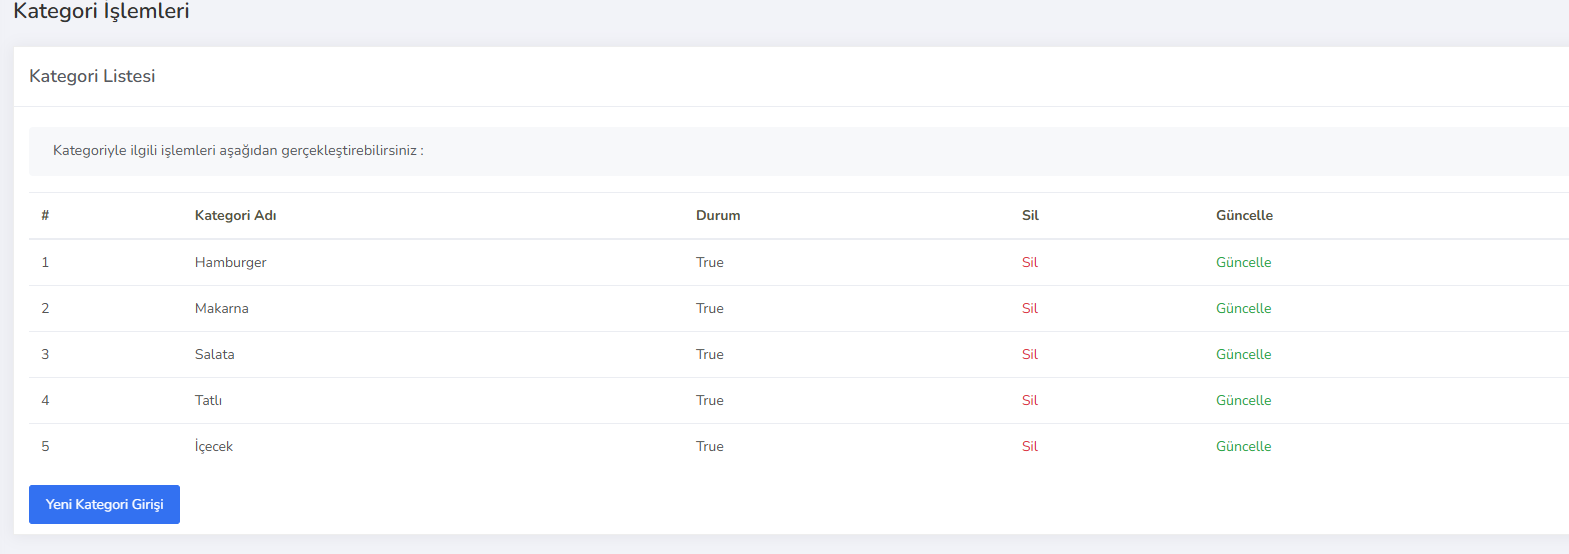 Kategori İşlemleri
Kategori Listesi
Kategoriyle ilgili işlemleri aşağıdan gerçekleştirebilirsiniz :
# Kategori Adı Durum Sil Güncelle
1 Hamburger True Sil Güncelle
2 Makarna True Sil Güncelle
3 Salata True Sil Güncelle
4 Tatlı True Sil Güncelle
5 İçecek True Sil Güncelle
Yeni Kategori Girişi